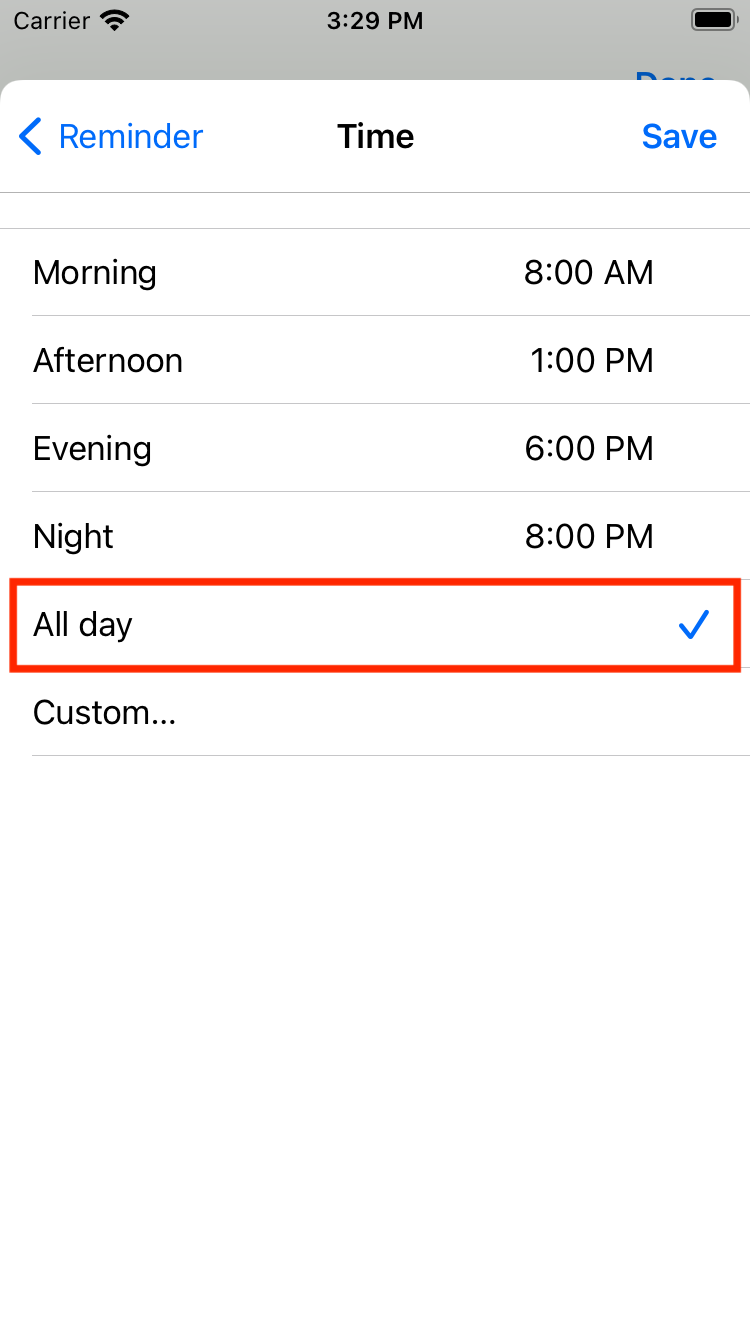 Carrier 3:29 PM
Done
Reminder Time Save
Morning 8:00 AM
Afternoon 1:00 PM
Evening 6:00 PM
Night 8:00 PM
All day
Custom...